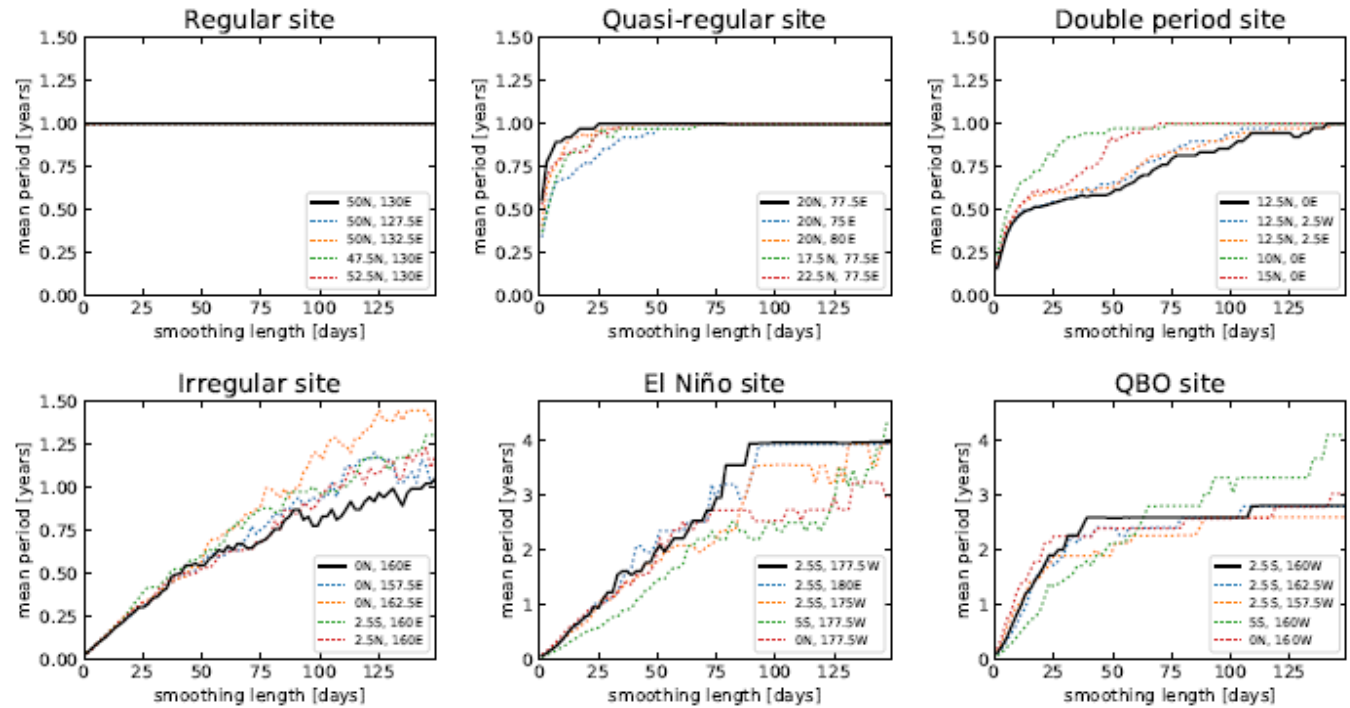 Regular site
mean period [years]
1.50
1.25
1.00
0.75
0.50
0.25
0.00
50N, 130E
50N, 127.5E
50N, 132.5E
47.5N, 130E
52.5N, 130E
0 25 50 75 100 125
smoothing length [days]
Quasi-regular site
mean period [years]
1.50
1.25
1.00
0.75
0.50
0.25
0.00
20N, 77.5E
20N, 75E
20N, 80E
17.5N, 77.5E
22.5N, 77.5E
0 25 50 75 100 125
smoothing length [days]
Double period site
mean period [years]
1.50
1.25
1.00
0.75
0.50
0.25
0.00
12.5N, 0E
12.5N, 2.5W
12.5N, 2.5E
10N, 0E
15N, 0E
0 25 50 75 100 125
smoothing length [days]
Irregular site
mean period [years]
1.50
1.25
1.00
0.75
0.50
0.25
0.00
0N, 160E
0N, 157.5E
0N, 162.5E
2.5S, 160E
2.5N, 160E
0 25 50 75 100 125
smoothing length [days]
El Niño site
mean period [years]
4
3
2
1
0
2.5S, 177.5W
2.5S, 180E
2.5S, 175W
5S, 177.5W
0N, 177.5W
0 25 50 75 100 125
smoothing length [days]
QBO site
mean period [years]
4
3
2
1
0
2.5S, 160W
2.5S, 162.5W
2.5S, 157.5W
5S, 160W
0N, 160W
0 25 50 75 100 125
smoothing length [days]